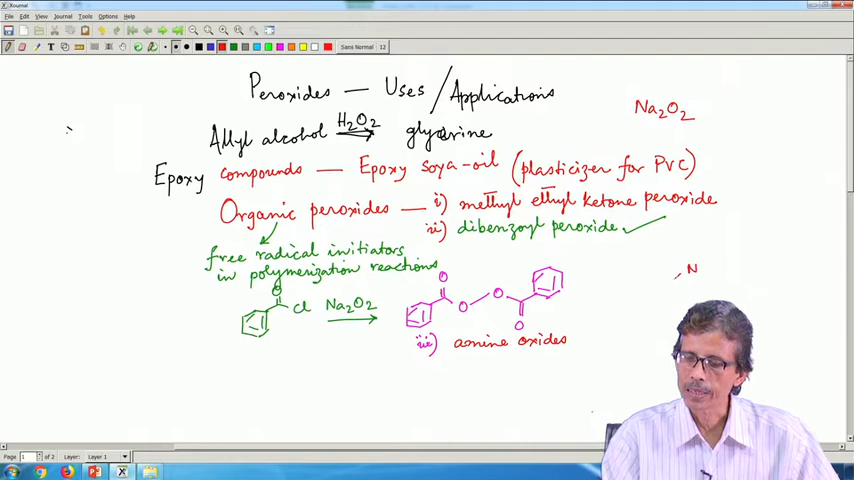 Xournal
File Edit View Journal Tools Options Help
Sans Normal 12
Peroxides — Uses / Applications
Na2O2
Allyl alcohol H2O2 glycerine
Epoxy compounds — Epoxy soya-oil (plasticizer for PVC)
Organic peroxides — i) methyl ethyl ketone peroxide
ii) dibenzoyl peroxide ✓
free radical initiators
in polymerization reactions
O Cl Na2O2 O O O O
iii) amine oxides
N
Page 1 of 2 Layer: Layer 1